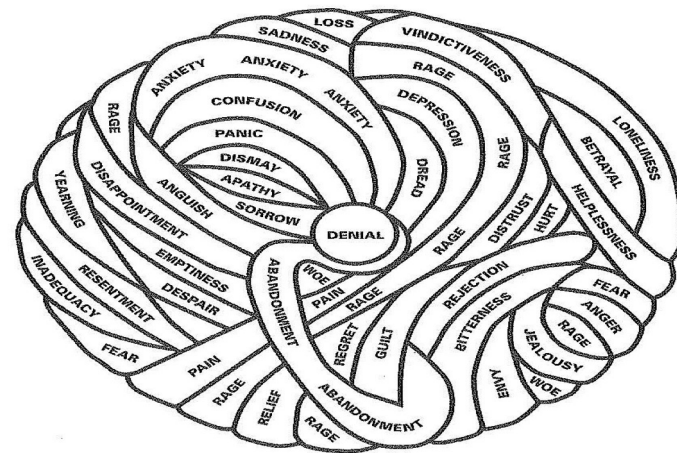 LOSS
SADNESS
VINDICTIVENESS
ANXIETY
ANXIETY
ANXIETY
RAGE
RAGE
CONFUSION
DEPRESSION
PANIC
DISMAY
APATHY
SORROW
DREAD
RAGE
LONELINESS
BETRAYAL
HELPLESSNESS
YEARNING
DISAPPOINTMENT
ANGUISH
DENIAL
DISTRUST
HURT
RAGE
INADEQUACY
RESENTMENT
EMPTINESS
DESPAIR
ABANDONMENT
WOE
PAIN
RAGE
REJECTION
BITTERNESS
FEAR
ANGER
RAGE
JEALOUSY
WOE
FEAR
PAIN
RAGE
RELIEF
REGRET
GUILT
ENVY
RAGE
ABANDONMENT